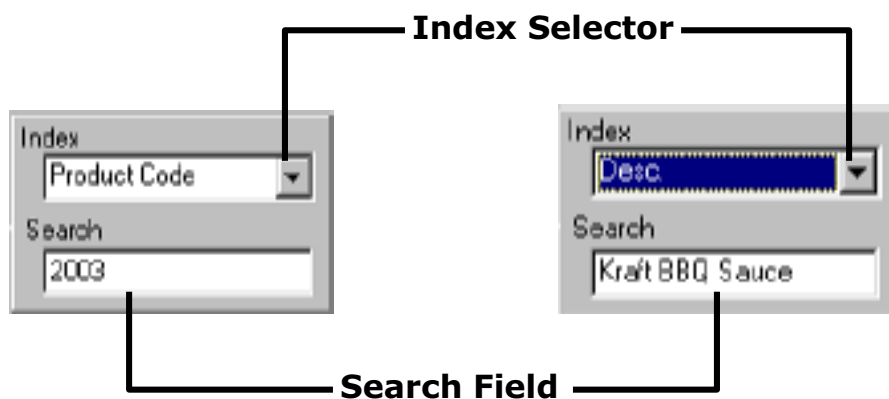 Index Selector
Index
Product Code
Search
2003
Index
Desc.
Search
Kraft BBQ Sauce
Search Field